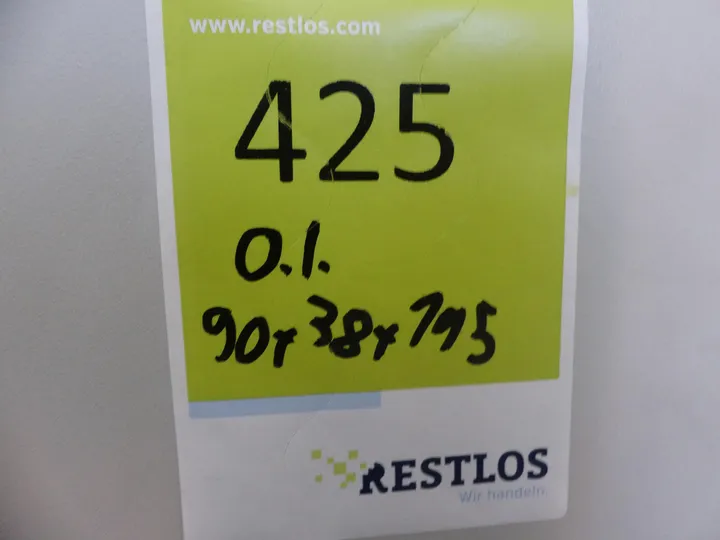 www.restlos.com
425
O.I.
90x38x195
RESTLOS
Wir handeln.